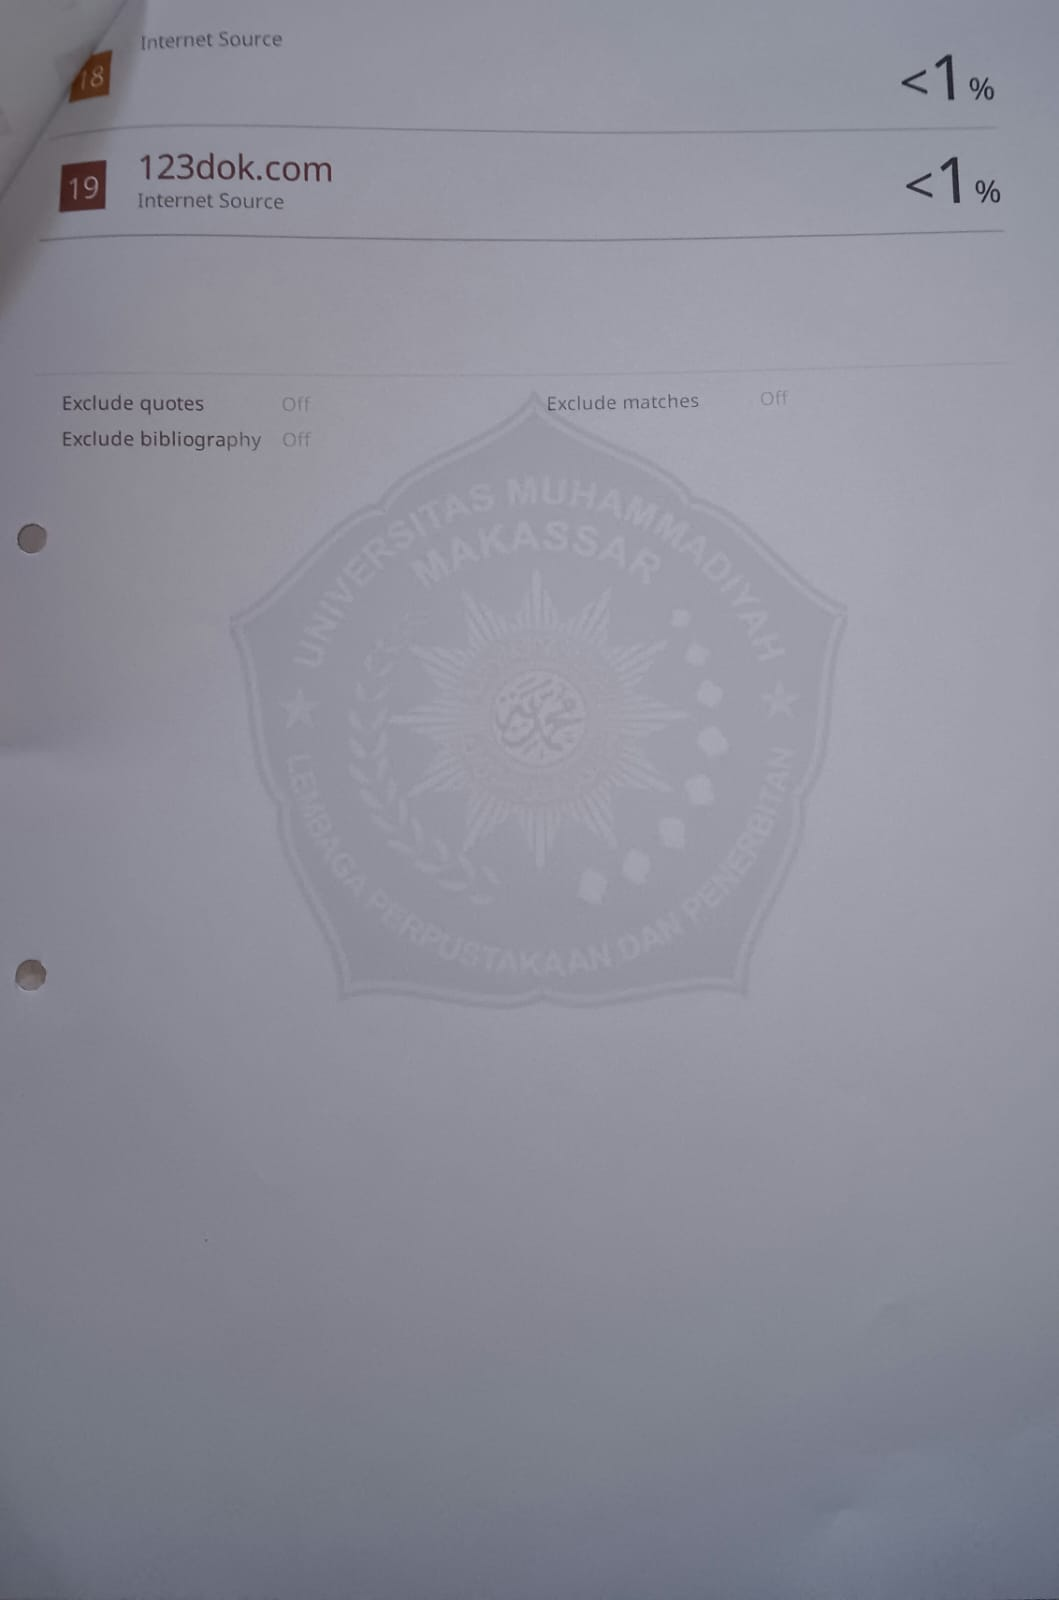 Internet Source
18
<1%
19
123dok.com
<1%
Internet Source
Exclude quotes Off
Exclude matches Off
Exclude bibliography Off
UNIVERSITAS MUHAMMADIYAH
MAKASSAR
LEMBAGA PERPUSTAKAAN DAN PENERBITAN